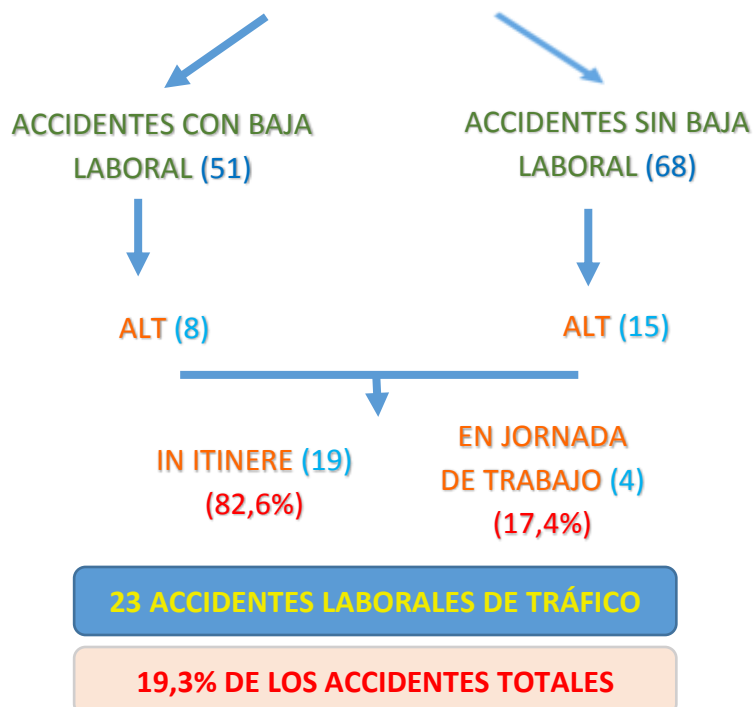 ACCIDENTES CON BAJA
LABORAL (51)
ACCIDENTES SIN BAJA
LABORAL (68)
ALT (8)
ALT (15)
IN ITINERE (19)
(82,6%)
EN JORNADA
DE TRABAJO (4)
(17,4%)
23 ACCIDENTES LABORALES DE TRÁFICO
19,3% DE LOS ACCIDENTES TOTALES